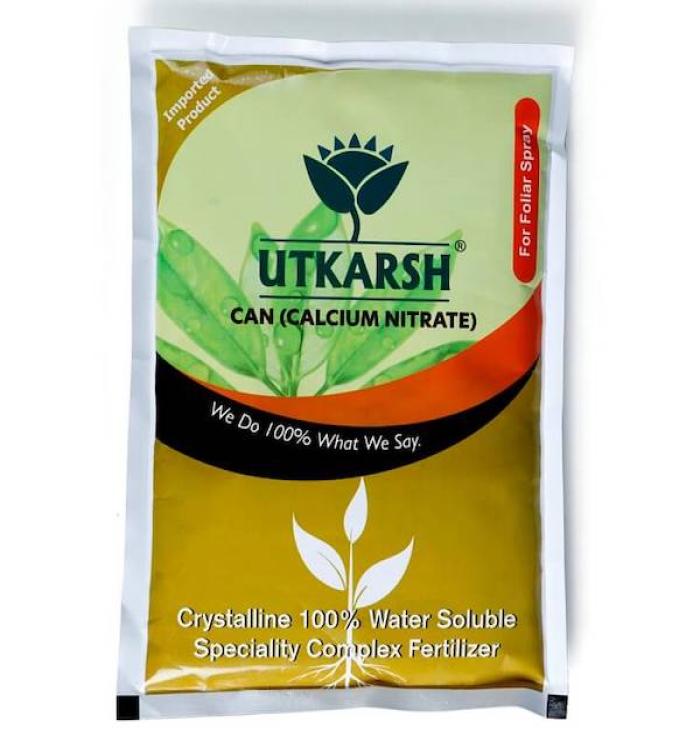 Imported
Product
For Foliar Spray
UTKARSH®
CAN (CALCIUM NITRATE)
We Do 100% What We Say.
Crystalline 100% Water Soluble
Speciality Complex Fertilizer